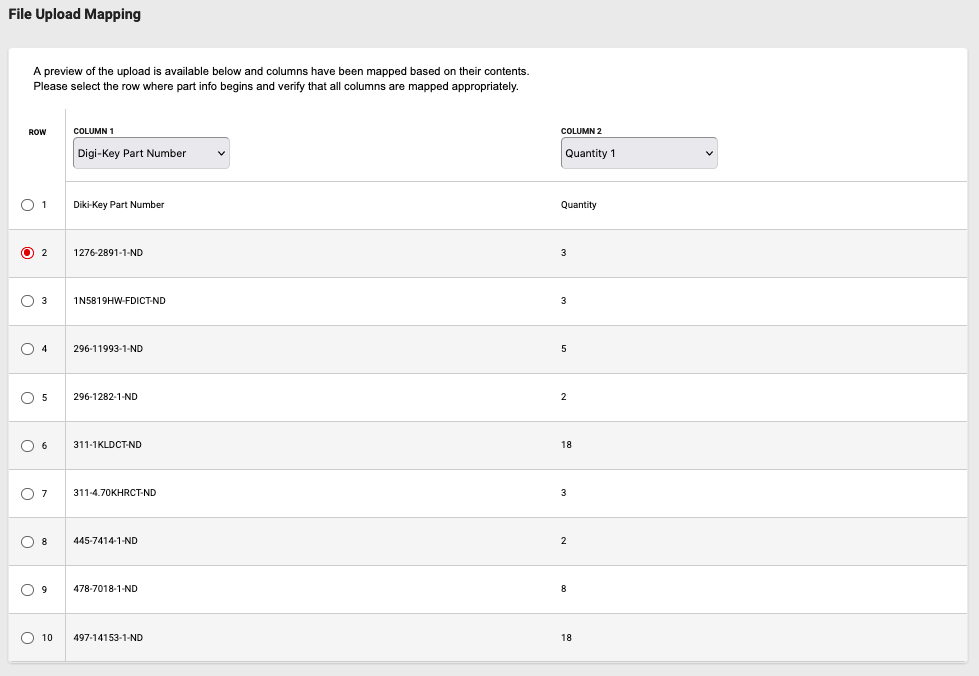 File Upload Mapping
A preview of the upload is available below and columns have been mapped based on their contents.
Please select the row where part info begins and verify that all columns are mapped appropriately.
ROW COLUMN 1 COLUMN 2
Digi-Key Part Number Quantity 1
1 Diki-Key Part Number Quantity
2 1276-2891-1-ND 3
3 1N5819HW-FDICT-ND 3
4 296-11993-1-ND 5
5 296-1282-1-ND 2
6 311-1KLDCT-ND 18
7 311-4.70KHRCT-ND 3
8 445-7414-1-ND 2
9 478-7018-1-ND 8
10 497-14153-1-ND 18